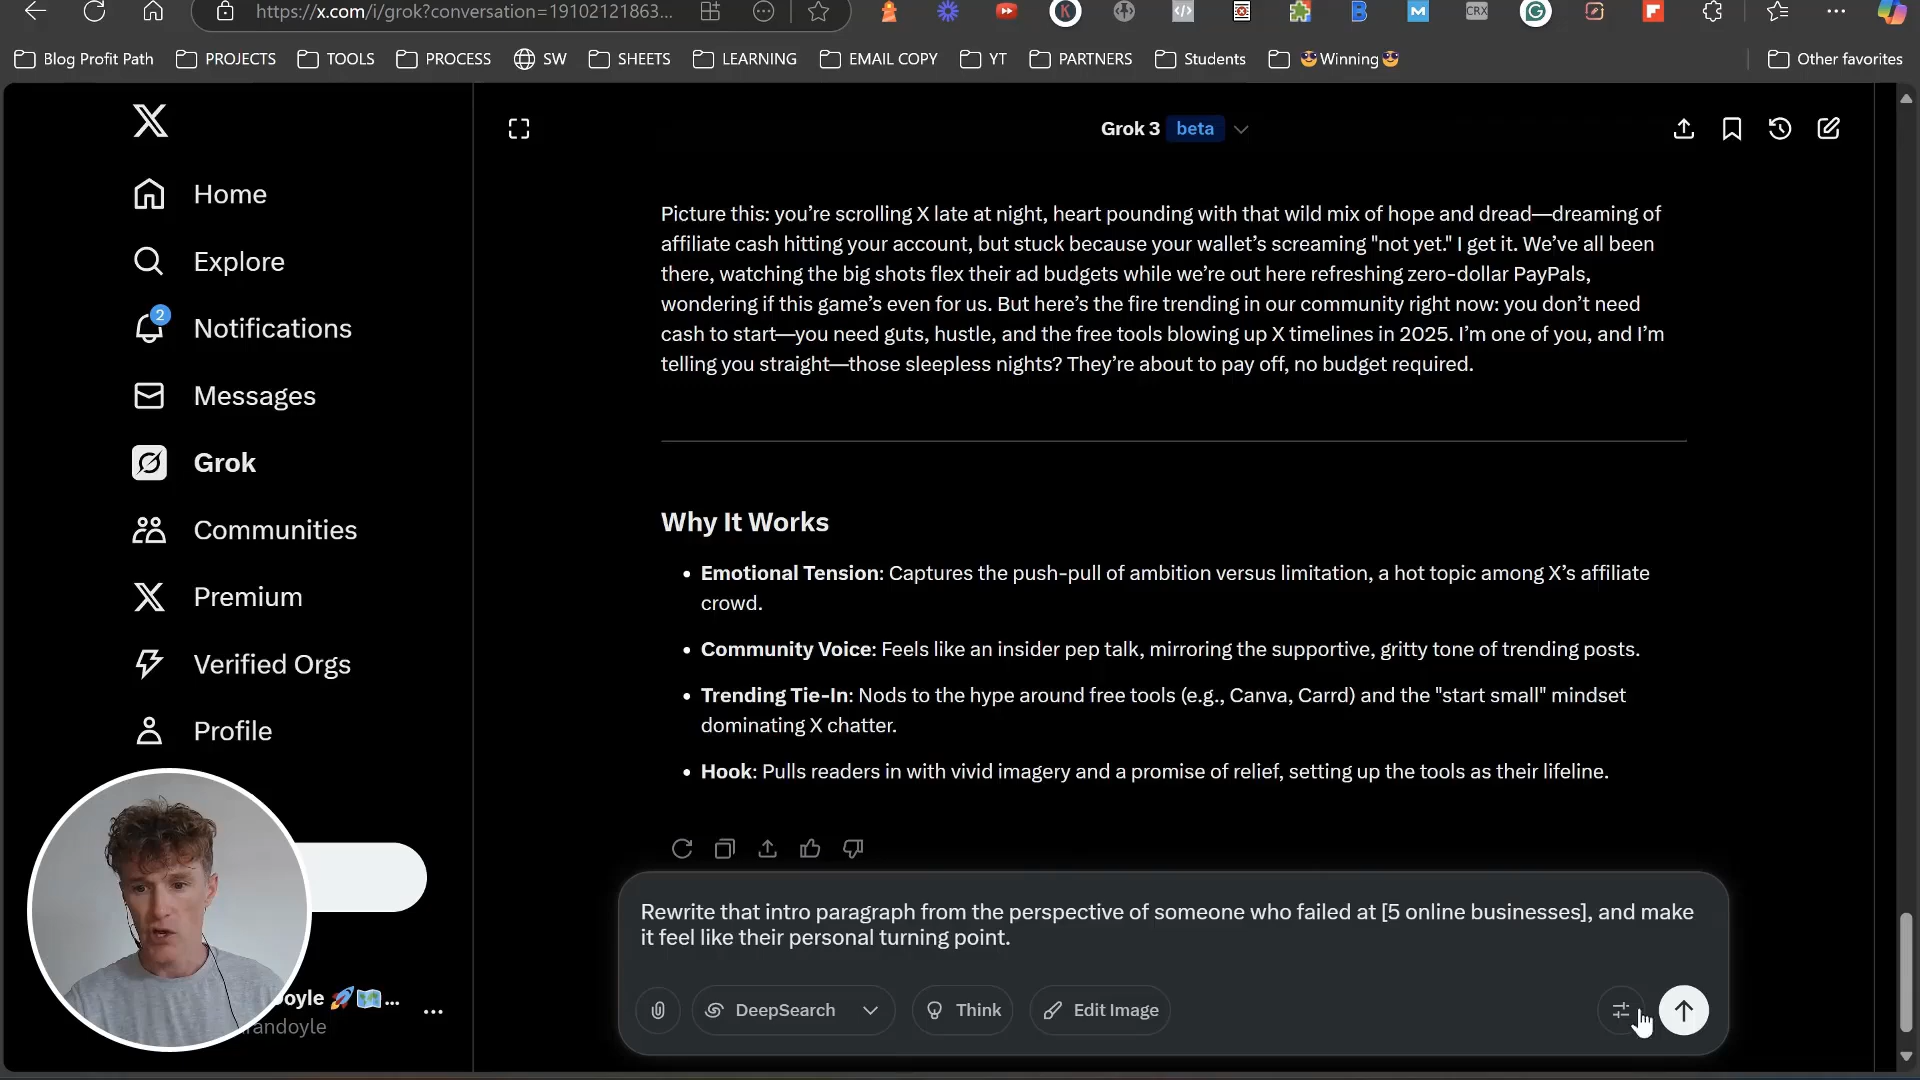 https://x.com/i/grok?conversation=19102121863...
Blog Profit Path
PROJECTS
TOOLS
PROCESS
SW
SHEETS
LEARNING
EMAIL COPY
YT
PARTNERS
Students
😎Winning😎
Other favorites
Home
Explore
2
Notifications
Messages
Grok
Communities
Premium
Verified Orgs
Profile
oyle 🚀🗺️...
andoyle
Grok 3 beta
Picture this: you’re scrolling X late at night, heart pounding with that wild mix of hope and dread—dreaming of
affiliate cash hitting your account, but stuck because your wallet’s screaming "not yet." I get it. We’ve all been
there, watching the big shots flex their ad budgets while we’re out here refreshing zero-dollar PayPals,
wondering if this game’s even for us. But here’s the fire trending in our community right now: you don’t need
cash to start—you need guts, hustle, and the free tools blowing up X timelines in 2025. I’m one of you, and I’m
telling you straight—those sleepless nights? They’re about to pay off, no budget required.
Why It Works
• Emotional Tension: Captures the push-pull of ambition versus limitation, a hot topic among X’s affiliate
crowd.
• Community Voice: Feels like an insider pep talk, mirroring the supportive, gritty tone of trending posts.
• Trending Tie-In: Nods to the hype around free tools (e.g., Canva, Carrd) and the "start small" mindset
dominating X chatter.
• Hook: Pulls readers in with vivid imagery and a promise of relief, setting up the tools as their lifeline.
Rewrite that intro paragraph from the perspective of someone who failed at [5 online businesses], and make
it feel like their personal turning point.
DeepSearch
Think
Edit Image